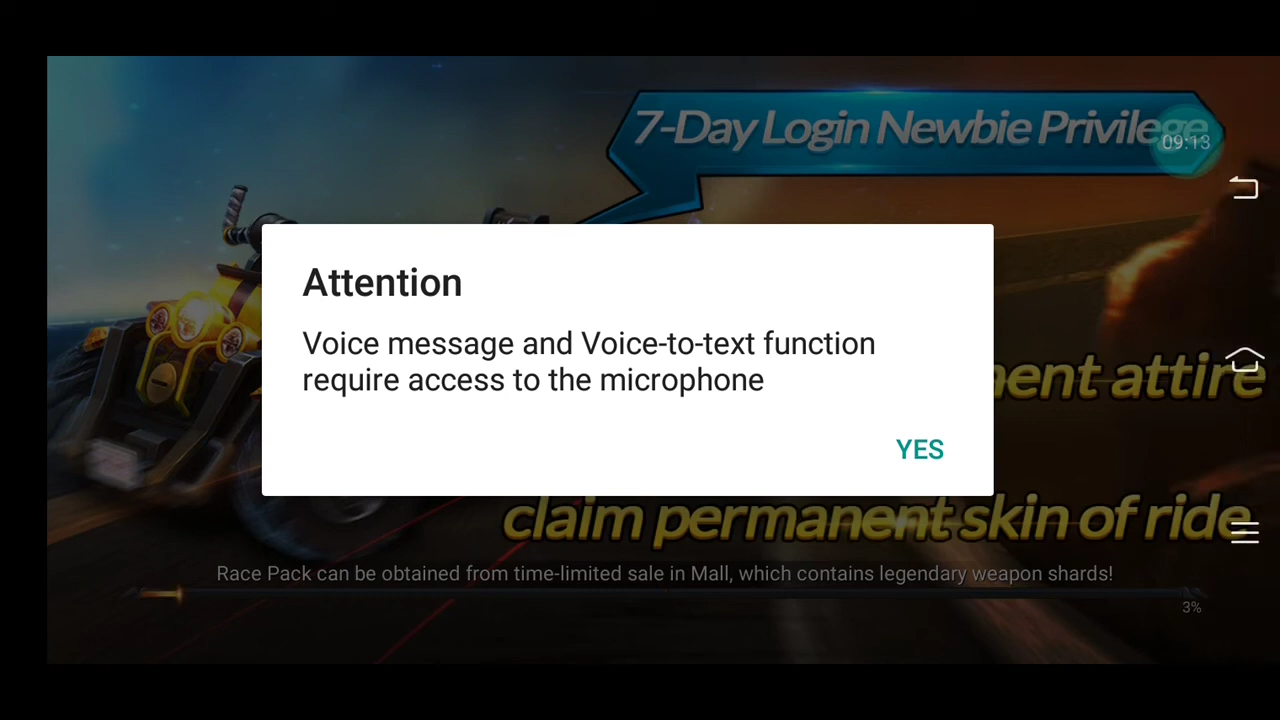 7-Day Login Newbie Privilege
09:13
Attention
Voice message and Voice-to-text function
require access to the microphone
YES
ment attire
claim permanent skin of ride
Race Pack can be obtained from time-limited sale in Mall, which contains legendary weapon shards!
3%